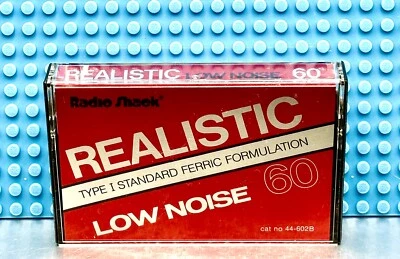 REALISTIC LOW NOISE 60
Radio Shack®
REALISTIC®
TYPE I STANDARD FERRIC FORMULATION
LOW NOISE 60
cat no 44-602B